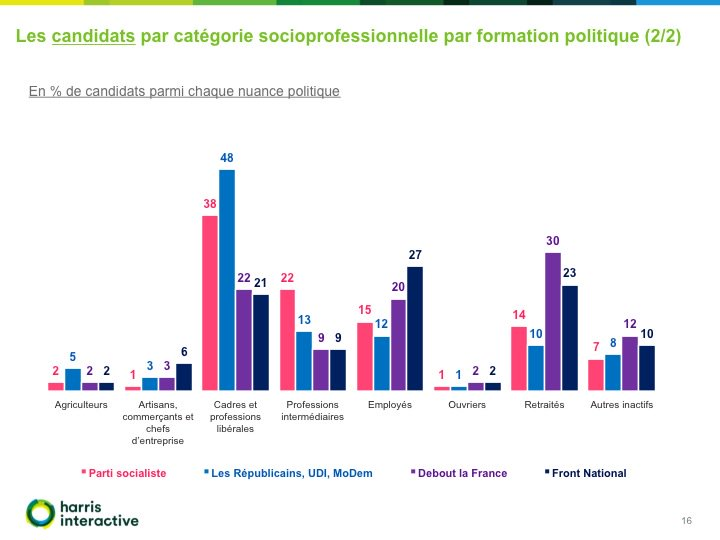 Les candidats par catégorie socioprofessionnelle par formation politique (2/2)
En % de candidats parmi chaque nuance politique
2 5 2 2
1 3 3 6
38 48 22 21
22 13 9 9
15 12 20 27
1 1 2 2
14 10 30 23
7 8 12 10
Agriculteurs
Artisans,
commerçants et
chefs
d'entreprise
Cadres et
professions
libérales
Professions
intermédiaires
Employés
Ouvriers
Retraités
Autres inactifs
Parti socialiste
Les Républicains, UDI, MoDem
Debout la France
Front National
harris
interactive
16